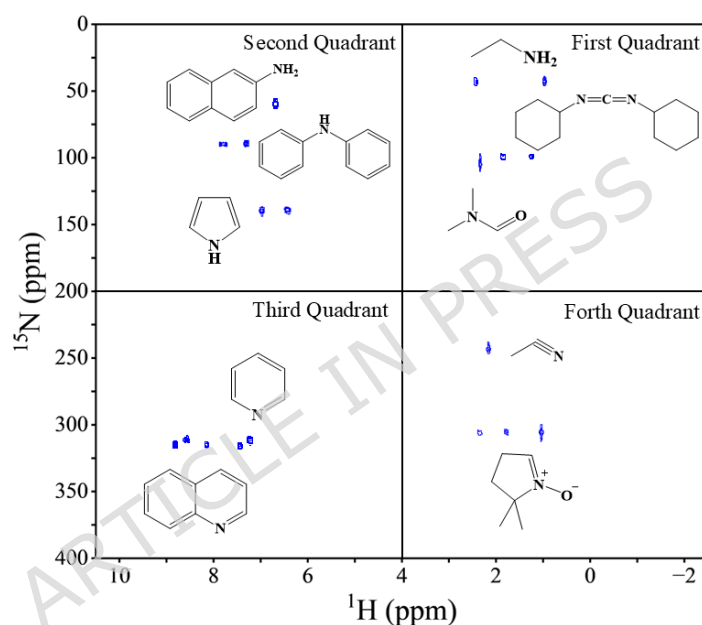 0
50
100
150
200
250
300
350
400
¹⁵N (ppm)
Second Quadrant
NH₂
H
N
N
H
First Quadrant
NH₂
N=C=N
N
O
Third Quadrant
N
N
Forth Quadrant
N
N⁺
O⁻
10
8
6
4
2
0
−2
¹H (ppm)
ARTICLE IN PRESS